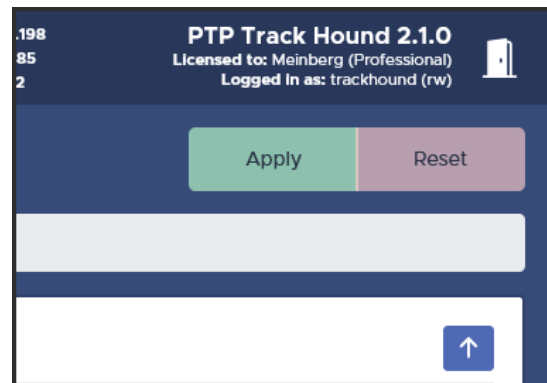 .198
85
2
PTP Track Hound 2.1.0
Licensed to: Meinberg (Professional)
Logged in as: trackhound (rw)
Apply
Reset